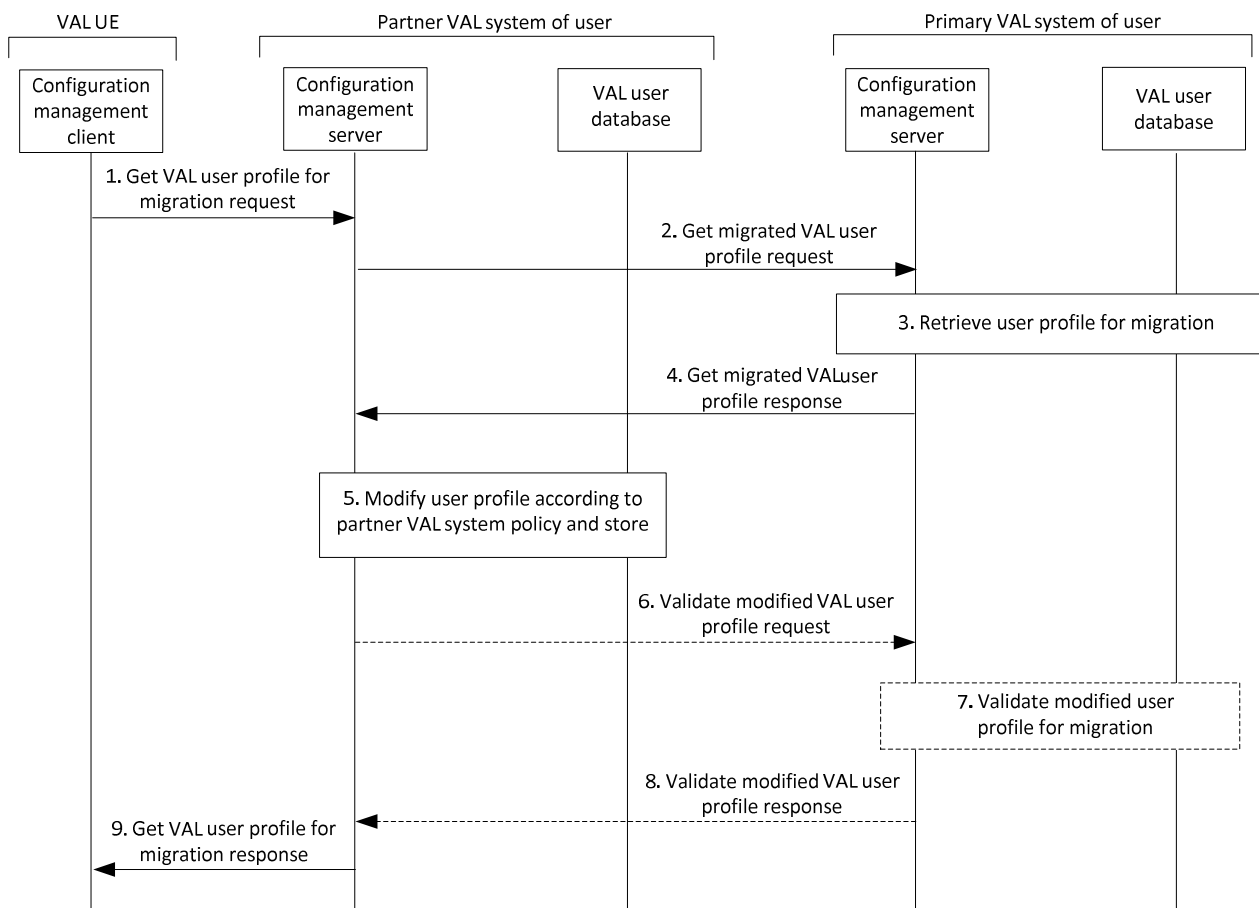 VAL UE
Partner VAL system of user
Primary VAL system of user
Configuration
management
client
Configuration
management
server
VAL user
database
Configuration
management
server
VAL user
database
1. Get VAL user profile for
migration request
2. Get migrated VAL user
profile request
3. Retrieve user profile for migration
4. Get migrated VALuser
profile response
5. Modify user profile according to
partner VAL system policy and store
6. Validate modified VAL user
profile request
7. Validate modified user
profile for migration
8. Validate modified VAL user
profile response
9. Get VAL user profile for
migration response